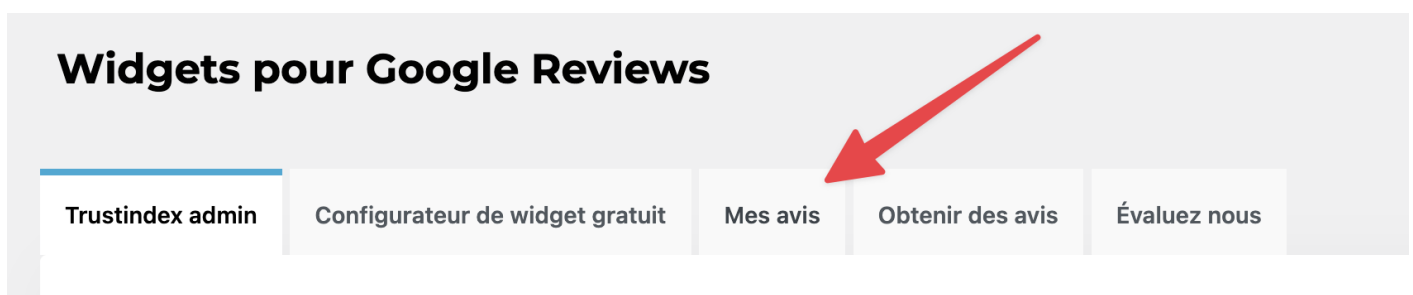 Widgets pour Google Reviews
Trustindex admin Configurateur de widget gratuit Mes avis Obtenir des avis Évaluez nous